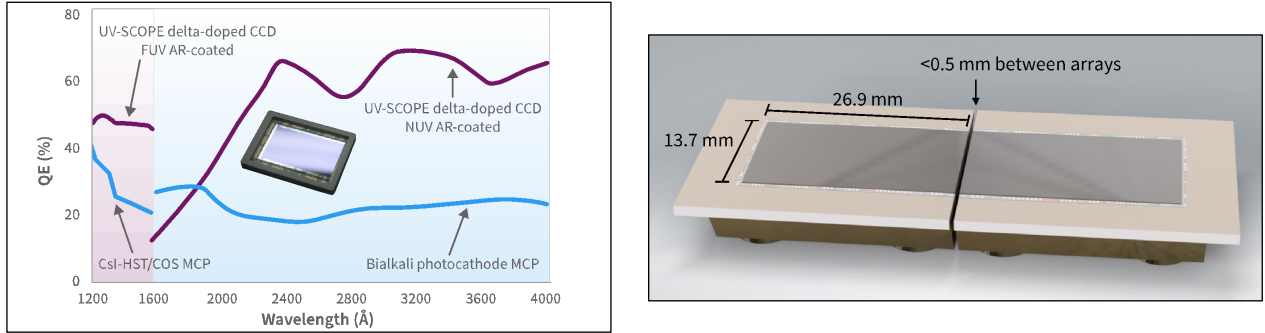 80
UV-SCOPE delta-doped CCD
FUV AR-coated
60
UV-SCOPE delta-doped CCD
NUV AR-coated
40
QE (%)
20
CsI-HST/COS MCP
Bialkali photocathode MCP
0
1200 1600 2000 2400 2800 3200 3600 4000
Wavelength (Å)
<0.5 mm between arrays
26.9 mm
13.7 mm